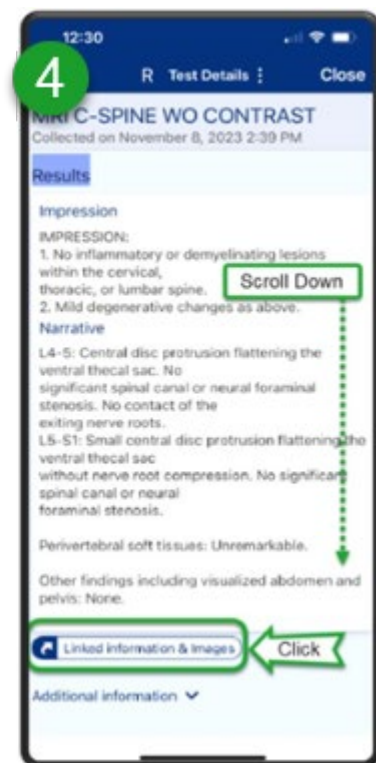 12:30
4
R Test Details
Close
MRI C-SPINE WO CONTRAST
Collected on November 8, 2023 2:39 PM
Results
Impression
IMPRESSION:
1. No inflammatory or demyelinating lesions
within the cervical,
thoracic, or lumbar spine.
Scroll Down
2. Mild degenerative changes as above.
Narrative
L4-5: Central disc protrusion flattening the
ventral thecal sac. No
significant spinal canal or neural foraminal
stenosis. No contact of the
exiting nerve roots.
L5-S1: Small central disc protrusion flattening the
ventral thecal sac
without nerve root compression. No significant
spinal canal or neural
foraminal stenosis.
Perivertebral soft tissues: Unremarkable.
Other findings including visualized abdomen and
pelvis: None.
Linked information & Images
Click
Additional information